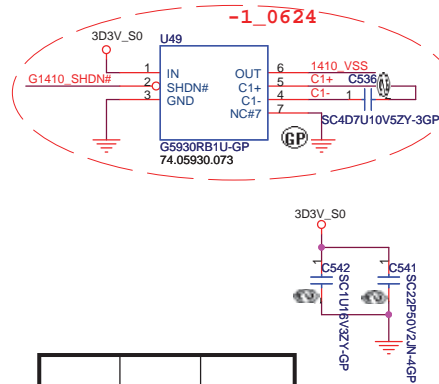 -1_0624
3D3V_S0
U49
G1410_SHDN#
1 IN
2 SHDN#
3 GND
OUT 6 1410_VSS
C1+ 5 C1+
C1- 4 C1-
NC#7 7
C536
1
SC4D7U10V5ZY-3GP
GP
G5930RB1U-GP
74.05930.073
3D3V_S0
1 C542
SC1U16V3ZY-GP
1 C541
SC22P50V2JN-4GP